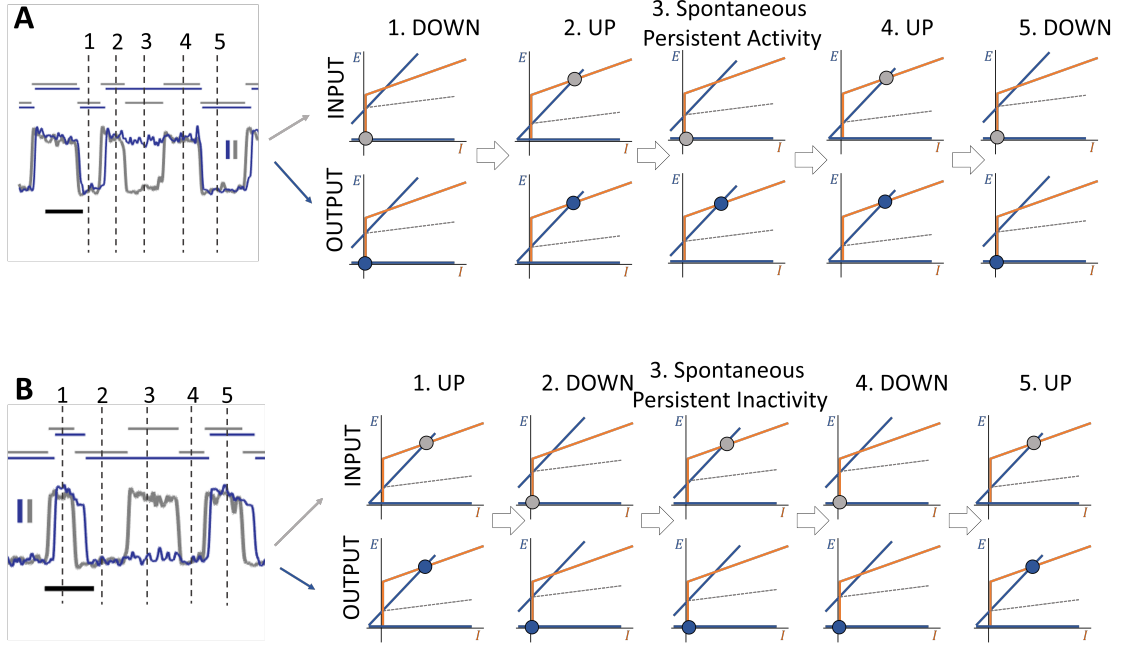 A
1 2 3 4 5
1. DOWN
2. UP
3. Spontaneous
Persistent Activity
4. UP
5. DOWN
INPUT
E I
E I
E I
E I
E I
OUTPUT
E I
E I
E I
E I
E I
B
1 2 3 4 5
1. UP
2. DOWN
3. Spontaneous
Persistent Inactivity
4. DOWN
5. UP
INPUT
E I
E I
E I
E I
E I
OUTPUT
E I
E I
E I
E I
E I